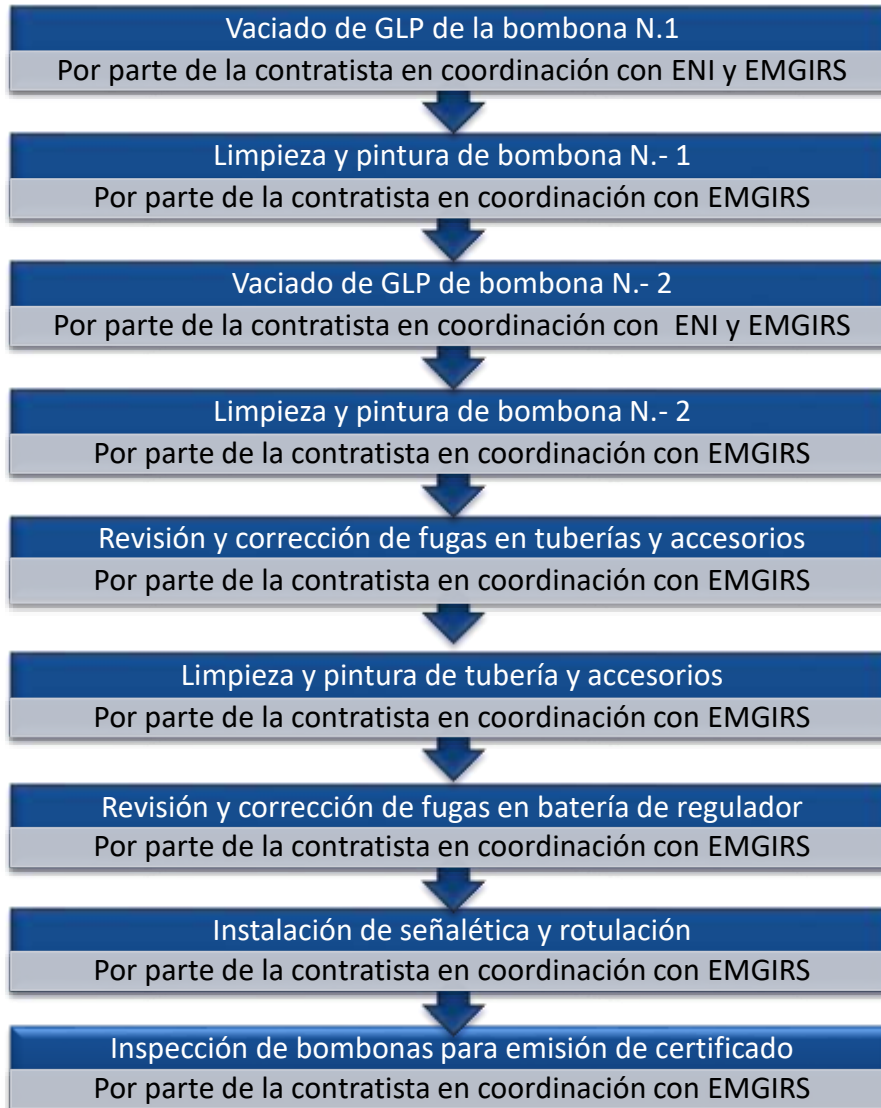 Vaciado de GLP de la bombona N.1
Por parte de la contratista en coordinación con ENI y EMGIRS
Limpieza y pintura de bombona N.- 1
Por parte de la contratista en coordinación con EMGIRS
Vaciado de GLP de bombona N.- 2
Por parte de la contratista en coordinación con ENI y EMGIRS
Limpieza y pintura de bombona N.- 2
Por parte de la contratista en coordinación con EMGIRS
Revisión y corrección de fugas en tuberías y accesorios
Por parte de la contratista en coordinación con EMGIRS
Limpieza y pintura de tubería y accesorios
Por parte de la contratista en coordinación con EMGIRS
Revisión y corrección de fugas en batería de regulador
Por parte de la contratista en coordinación con EMGIRS
Instalación de señalética y rotulación
Por parte de la contratista en coordinación con EMGIRS
Inspección de bombonas para emisión de certificado
Por parte de la contratista en coordinación con EMGIRS